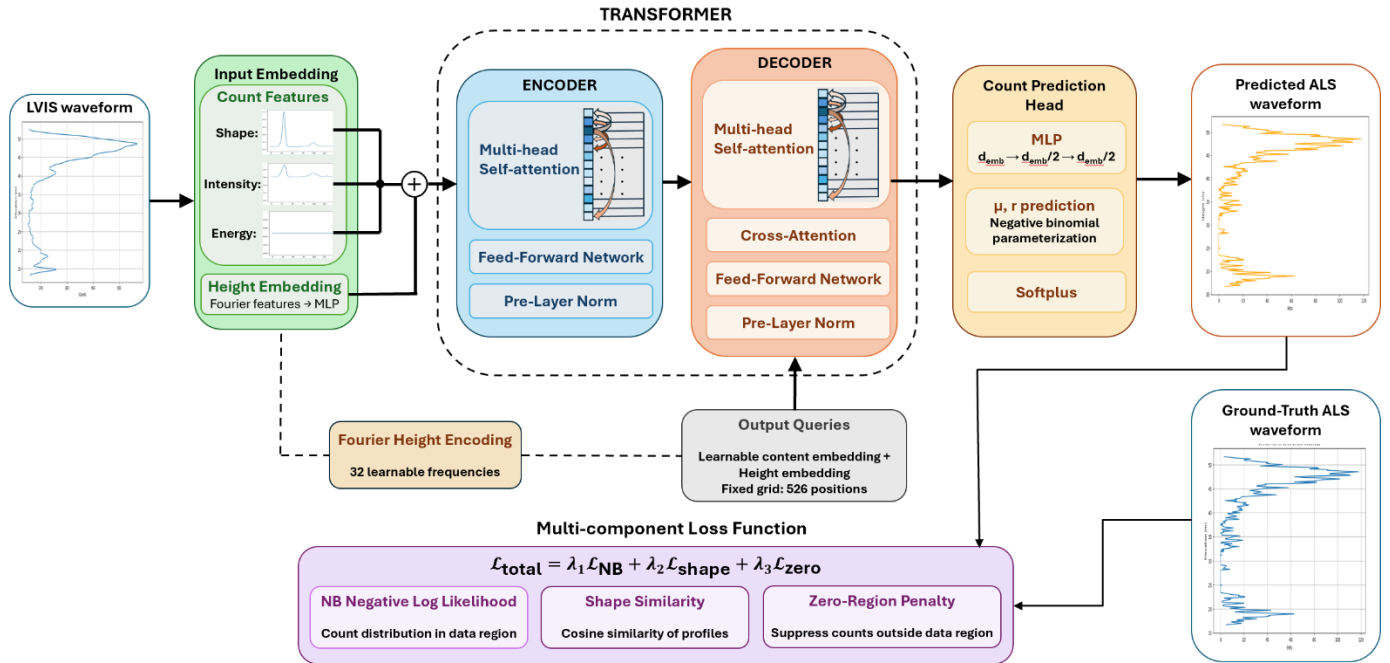 TRANSFORMER
LVIS waveform
Input Embedding
Count Features
Shape:
Intensity:
Energy:
Height Embedding
Fourier features → MLP
+
ENCODER
Multi-head
Self-attention
Feed-Forward Network
Pre-Layer Norm
DECODER
Multi-head
Self-attention
Cross-Attention
Feed-Forward Network
Pre-Layer Norm
Count Prediction
Head
MLP
d_emb → d_emb/2 → d_emb/2
μ, r prediction
Negative binomial
parameterization
Softplus
Predicted ALS
waveform
Fourier Height Encoding
32 learnable frequencies
Output Queries
Learnable content embedding +
Height embedding
Fixed grid: 526 positions
Ground-Truth ALS
waveform
Multi-component Loss Function
ℒ_total = λ₁ℒ_NB + λ₂ℒ_shape + λ₃ℒ_zero
NB Negative Log Likelihood
Count distribution in data region
Shape Similarity
Cosine similarity of profiles
Zero-Region Penalty
Suppress counts outside data region